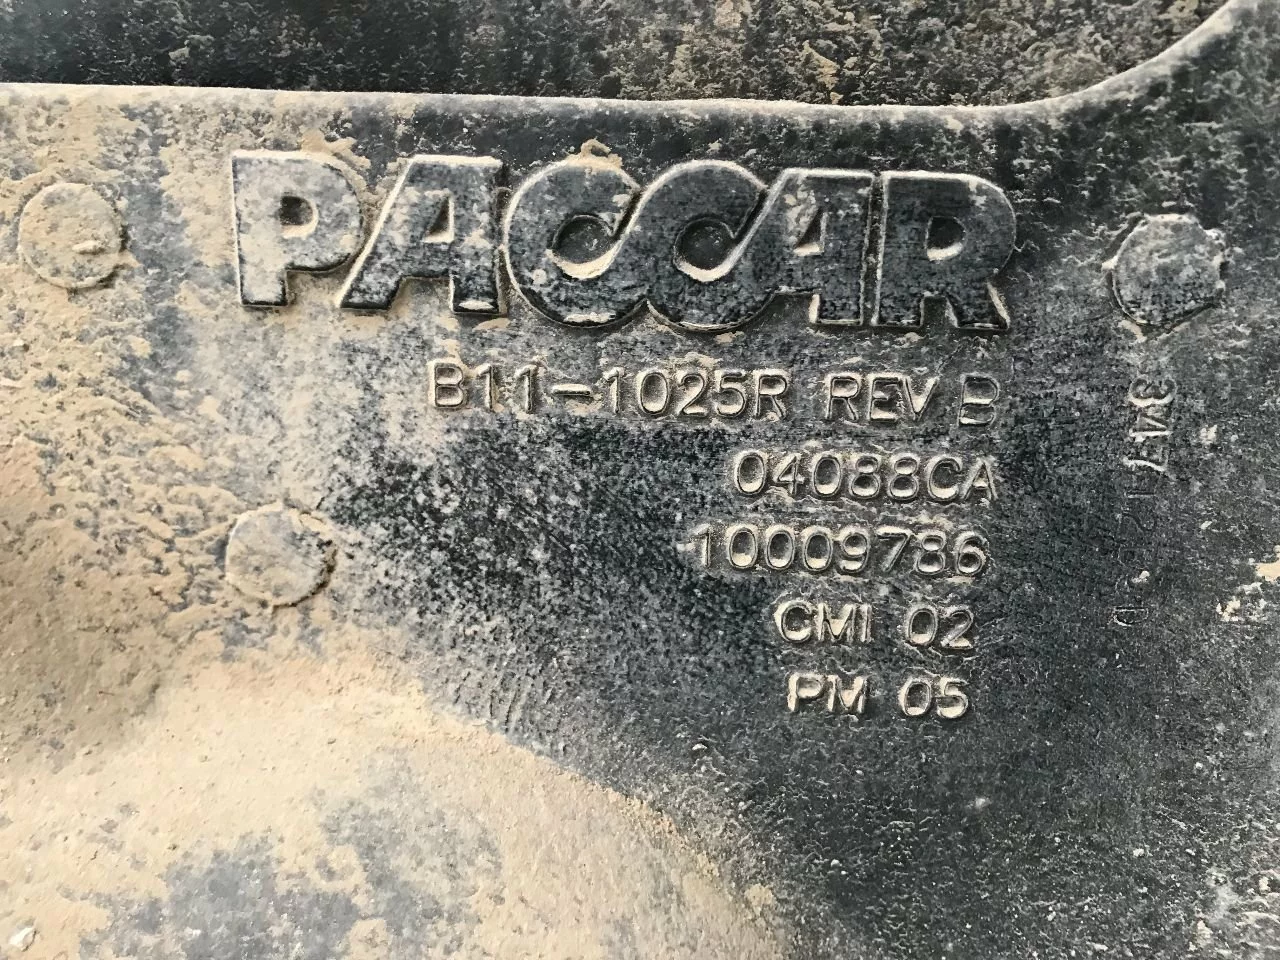 PACCAR
B11-1025R REV B
04088CA
10009786
CMI 02
PM 05